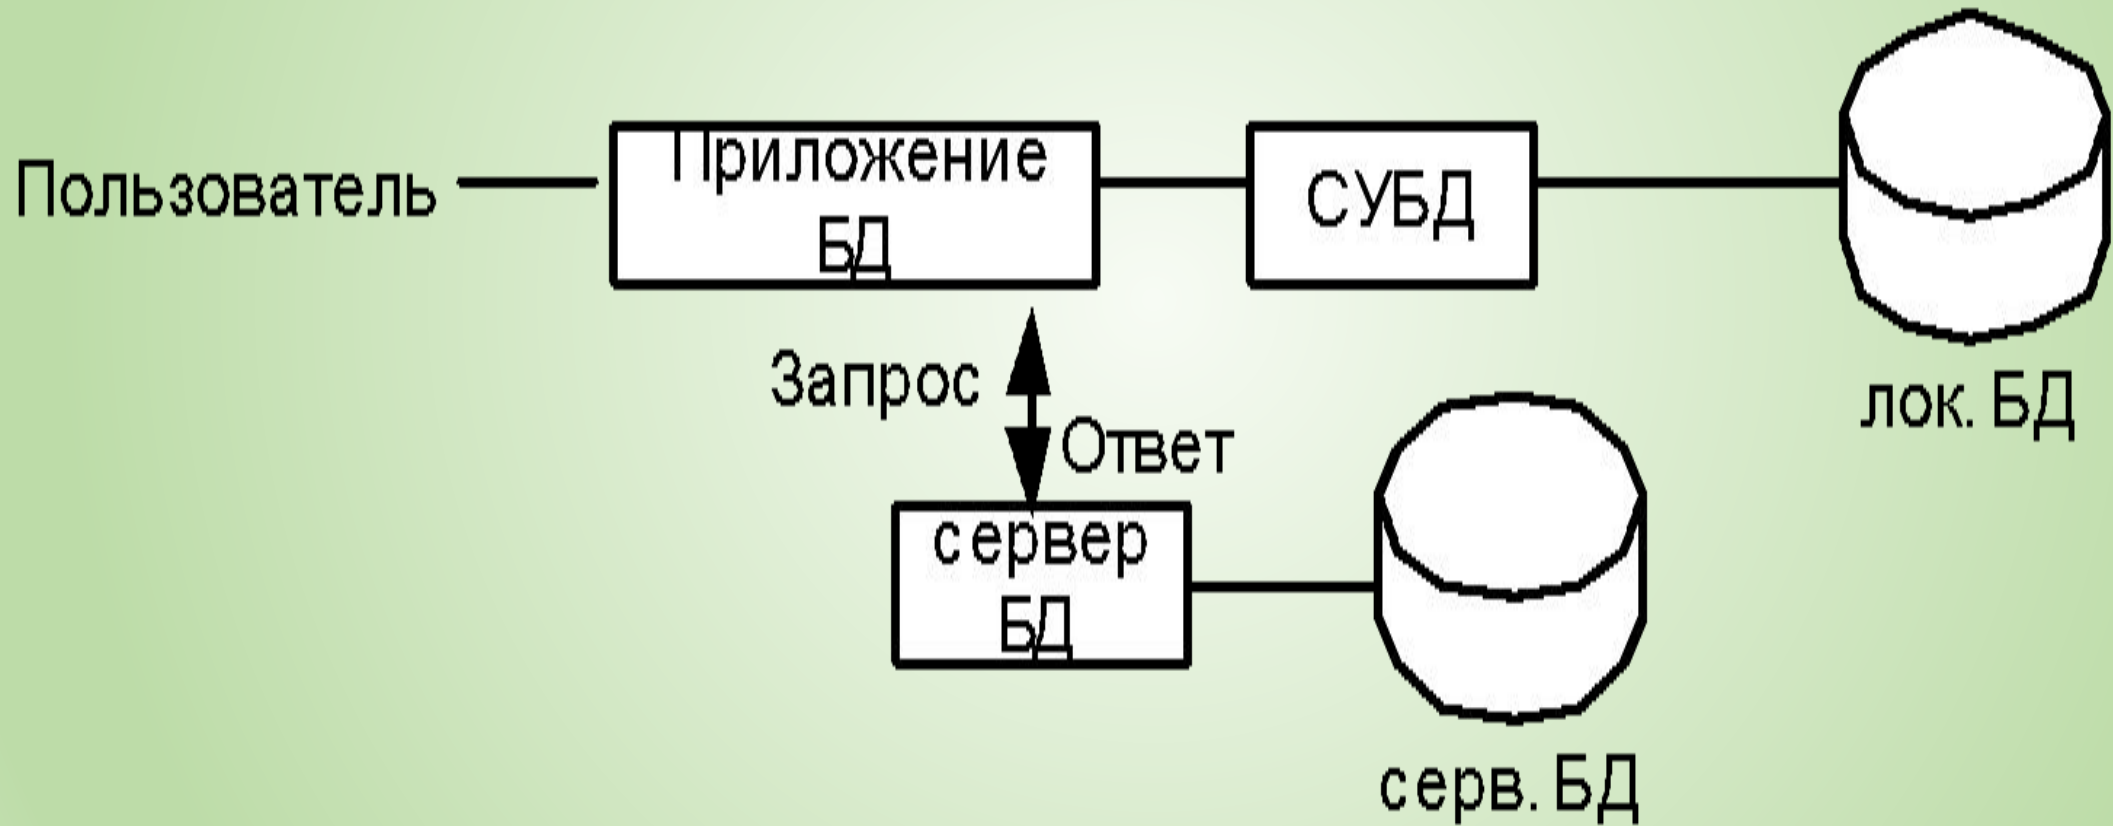 Пользователь
Приложение
БД
СУБД
лок. БД
Запрос
Ответ
сервер
БД
серв. БД